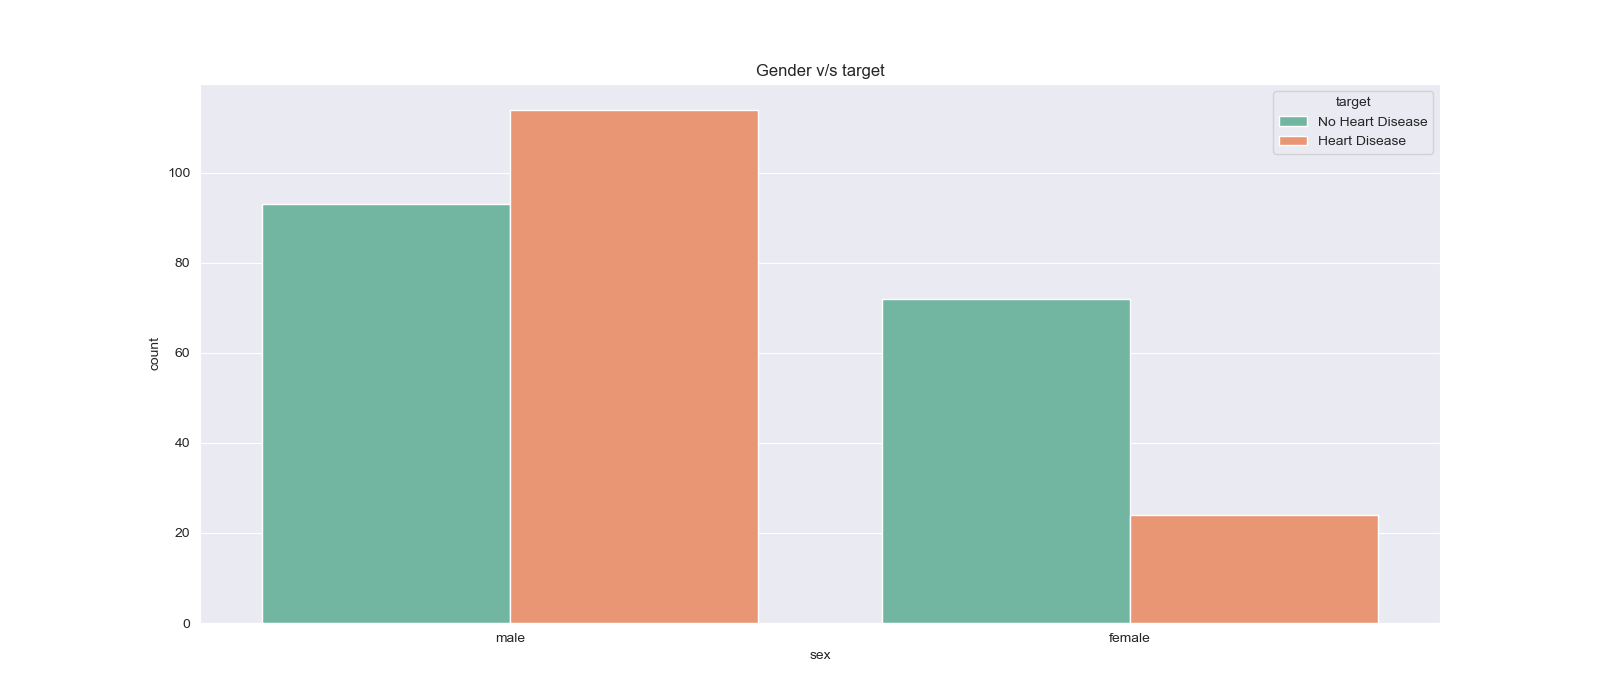 Gender v/s target
target
No Heart Disease
Heart Disease
100
80
60
40
20
0
count
male
female
sex